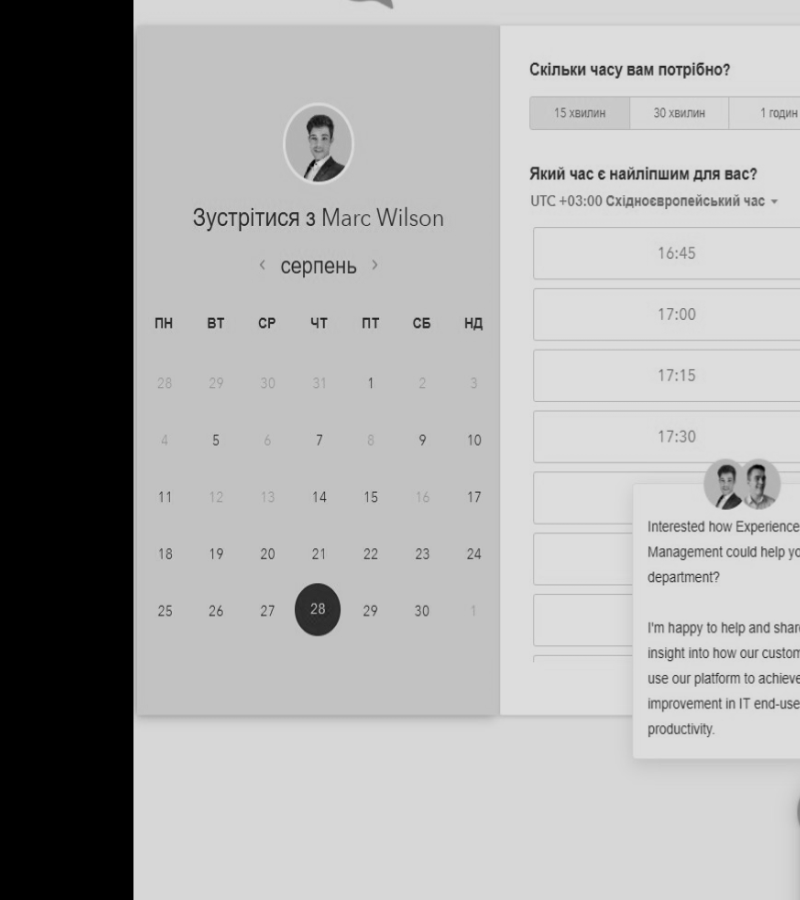 Зустрітися з Marc Wilson
‹ серпень ›
ПН ВТ СР ЧТ ПТ СБ НД
28 29 30 31 1 2 3
4 5 6 7 8 9 10
11 12 13 14 15 16 17
18 19 20 21 22 23 24
25 26 27 28 29 30 1
Скільки часу вам потрібно?
15 хвилин 30 хвилин 1 годин
Який час є найліпшим для вас?
UTC +03:00 Східноєвропейський час
16:45
17:00
17:15
17:30
Interested how Experience
Management could help yo
department?
I'm happy to help and shar
insight into how our custom
use our platform to achieve
improvement in IT end-use
productivity.